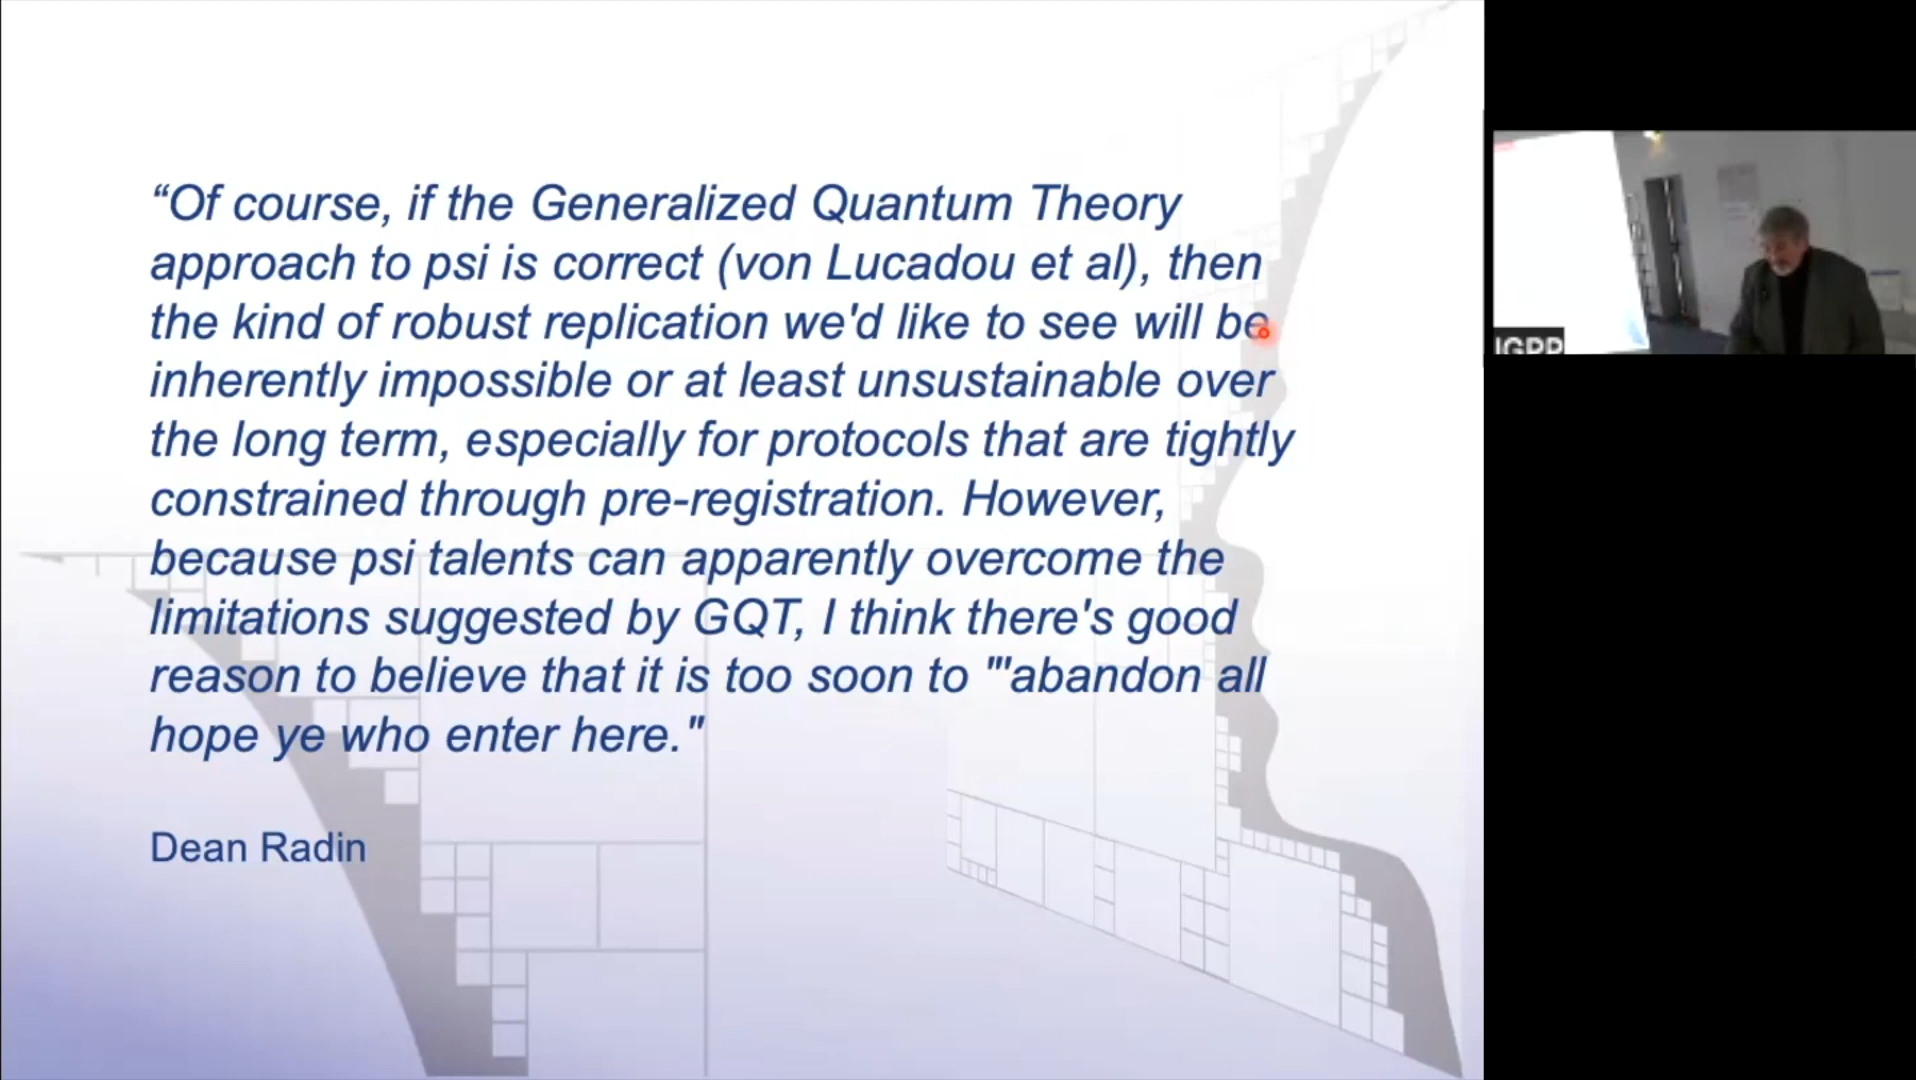 “Of course, if the Generalized Quantum Theory
approach to psi is correct (von Lucadou et al), then
the kind of robust replication we'd like to see will be
inherently impossible or at least unsustainable over
the long term, especially for protocols that are tightly
constrained through pre-registration. However,
because psi talents can apparently overcome the
limitations suggested by GQT, I think there's good
reason to believe that it is too soon to "'abandon all
hope ye who enter here."
Dean Radin
IGPP